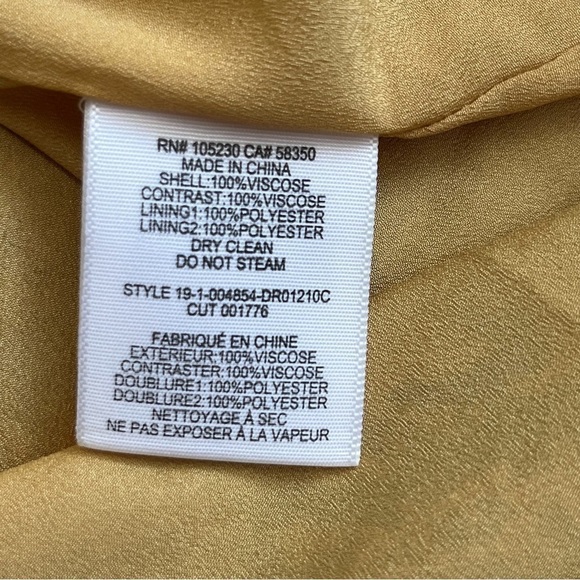 RN# 105230 CA# 58350
MADE IN CHINA
SHELL:100%VISCOSE
CONTRAST:100%VISCOSE
LINING1:100%POLYESTER
LINING2:100%POLYESTER
DRY CLEAN
DO NOT STEAM
STYLE 19-1-004854-DR01210C
CUT 001776
FABRIQUÉ EN CHINE
EXTÉRIEUR:100%VISCOSE
CONTRASTER:100%VISCOSE
DOUBLURE1:100%POLYESTER
DOUBLURE2:100%POLYESTER
NETTOYAGE À SEC
NE PAS EXPOSER À LA VAPEUR